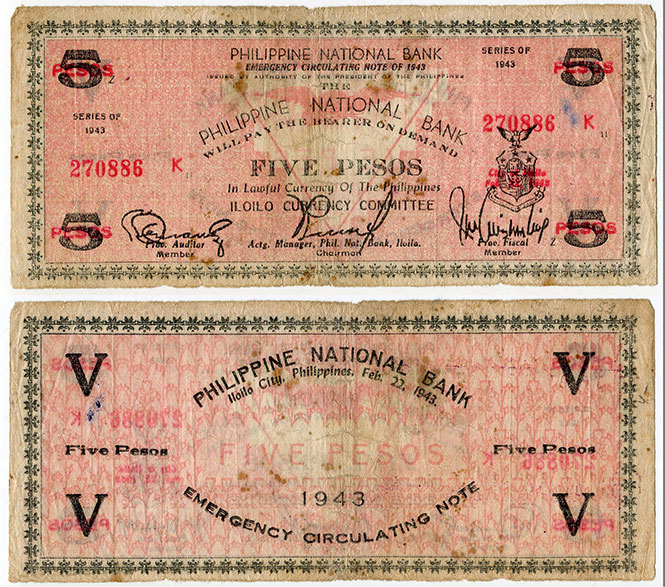 5 PESOS 2
PHILIPPINE NATIONAL BANK
EMERGENCY CIRCULATING NOTE OF 1943
ISSUED BY AUTHORITY OF THE PRESIDENT OF THE PHILIPPINES
SERIES OF
1943
5 PESOS
THE
PHILIPPINE NATIONAL BANK
WILL PAY THE BEARER ON DEMAND
SERIES OF
1943
270886 K
270886 K
11
FIVE PESOS
In Lawful Currency Of The Philippines
ILOILO CURRENCY COMMITTEE
5 PESOS
Prov. Auditor
Member
Actg. Manager, Phil. Nat. Bank, Iloilo.
Chairman
Prov. Fiscal Z
Member
5 PESOS
V
PHILIPPINE NATIONAL BANK
Iloilo City, Philippines, Feb. 22, 1943.
V
Five Pesos
FIVE PESOS
Five Pesos
1943
V
EMERGENCY CIRCULATING NOTE
V